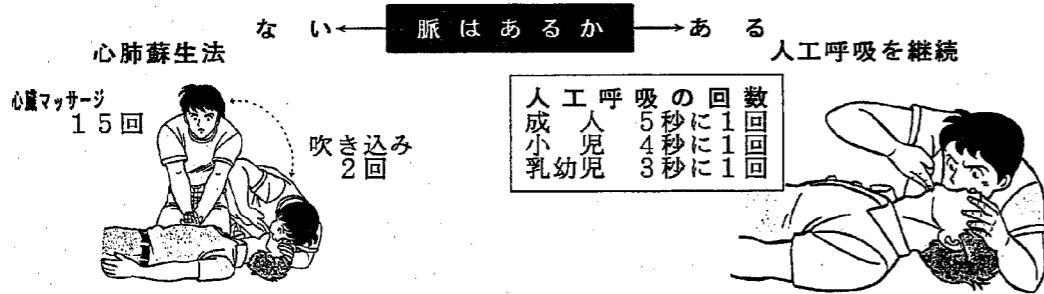 な い ← 脈 は あ る か → あ る
心肺蘇生法
人工呼吸を継続
心臓マッサージ
15回
吹き込み
2回
人工呼吸の回数
成 人 5秒に1回
小 児 4秒に1回
乳幼児 3秒に1回